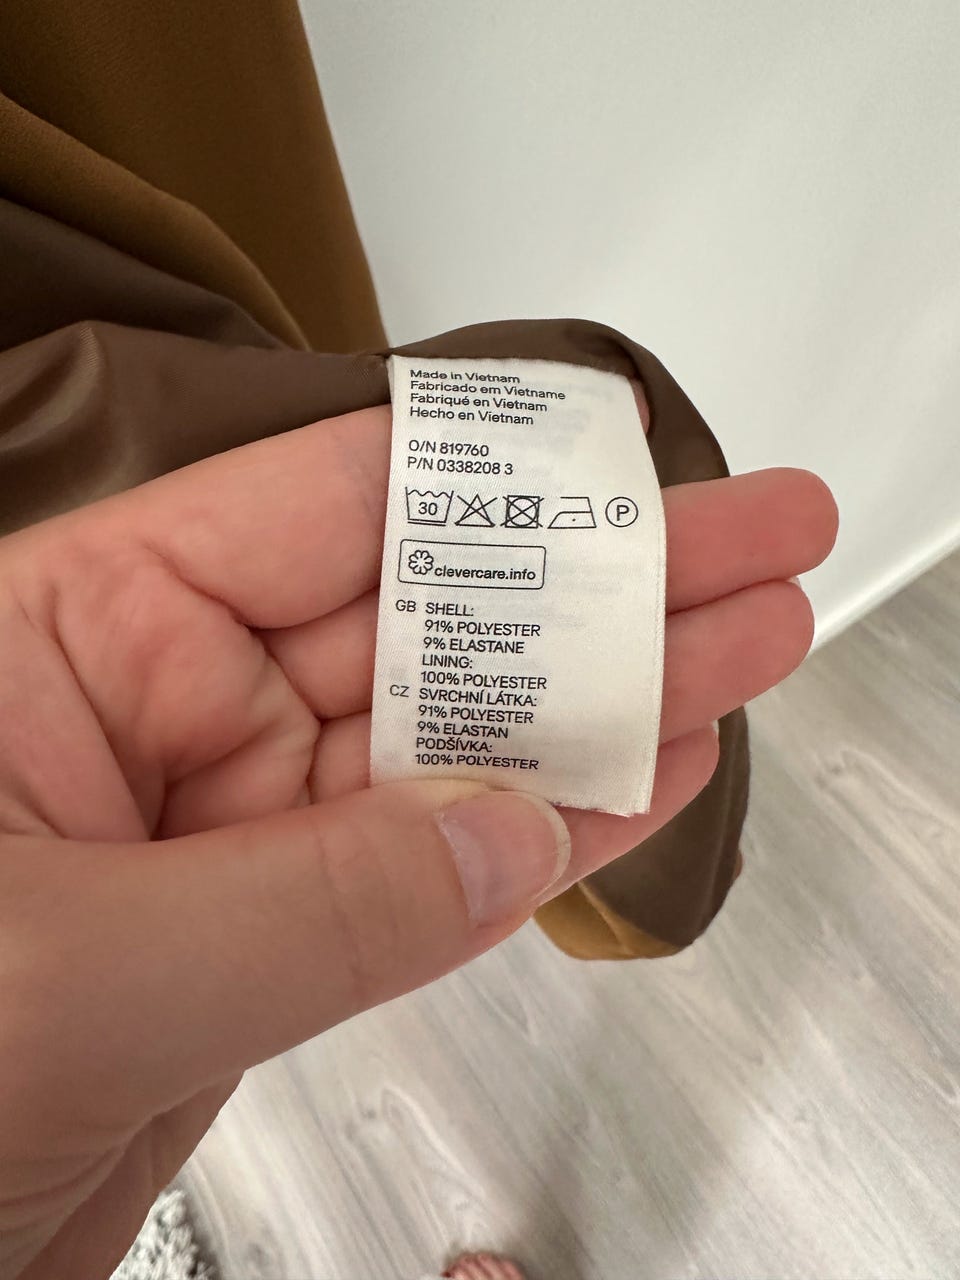 Made in Vietnam
Fabricado em Vietname
Fabriqué en Vietnam
Hecho en Vietnam
O/N 819760
P/N 0338208 3
30 P
clevercare.info
GB SHELL:
91% POLYESTER
9% ELASTANE
LINING:
100% POLYESTER
CZ SVRCHNÍ LÁTKA:
91% POLYESTER
9% ELASTAN
PODŠÍVKA:
100% POLYESTER